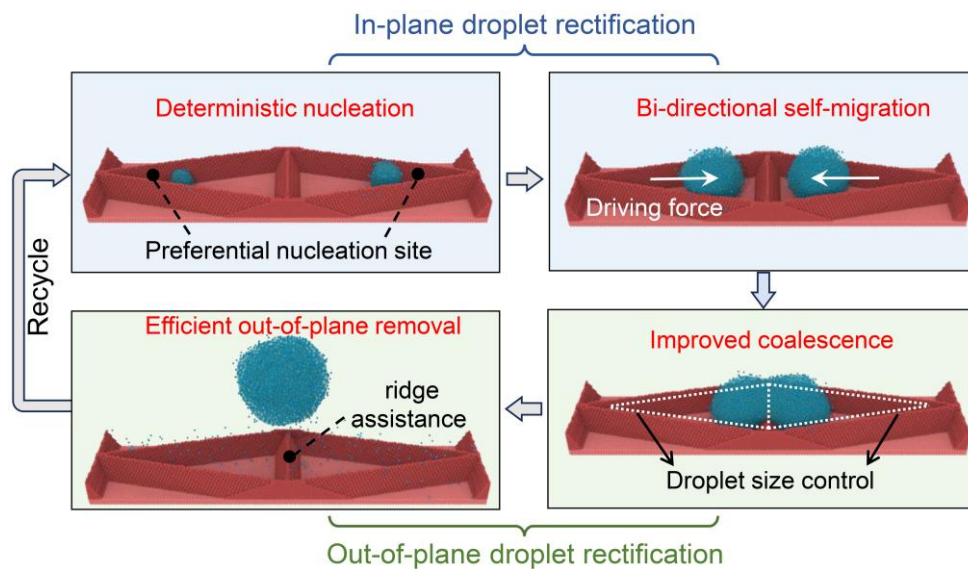 In-plane droplet rectification
Deterministic nucleation
Preferential nucleation site
Bi-directional self-migration
Driving force
Improved coalescence
Droplet size control
Efficient out-of-plane removal
ridge
assistance
Recycle
Out-of-plane droplet rectification